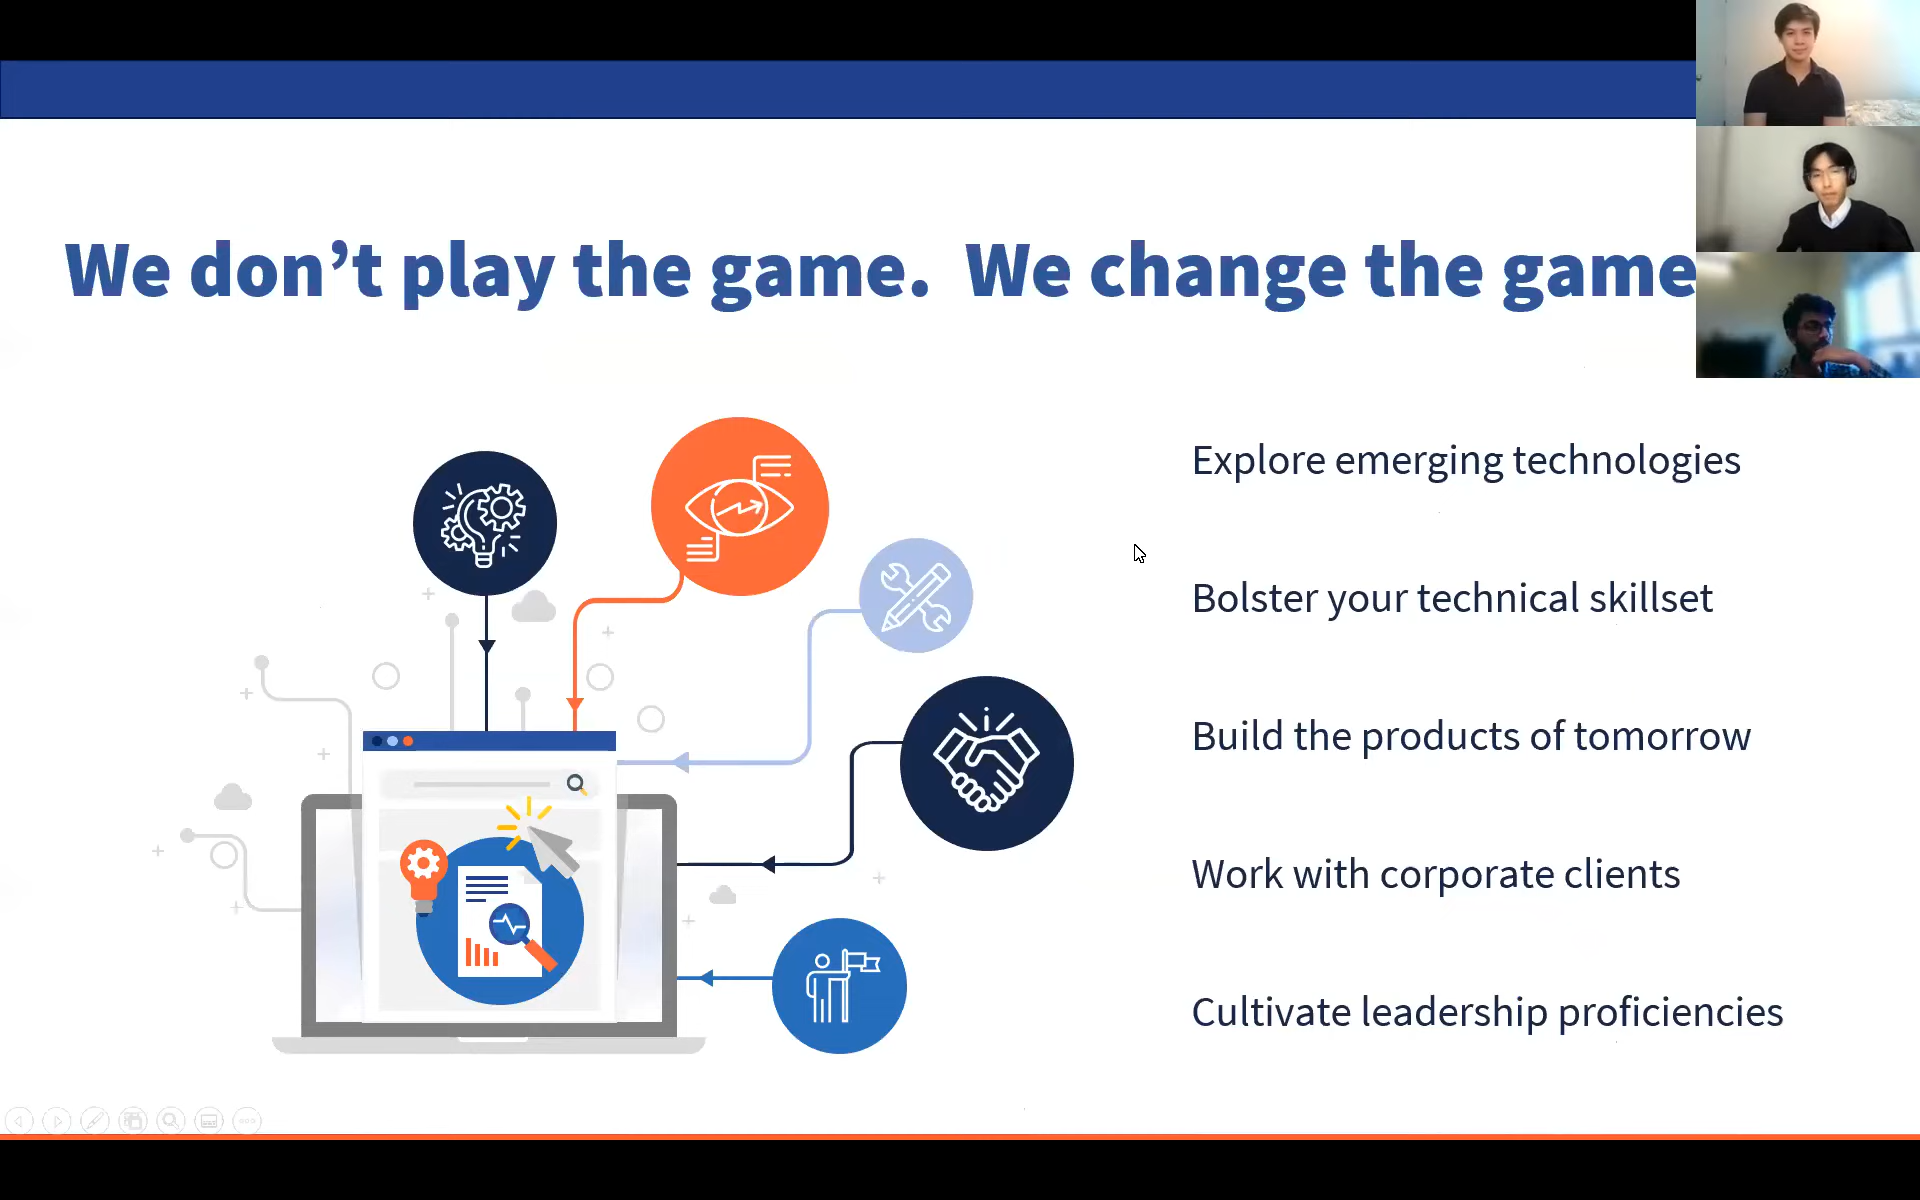 We don’t play the game.  We change the game
Explore emerging technologies
Bolster your technical skillset
Build the products of tomorrow
Work with corporate clients
Cultivate leadership proficiencies